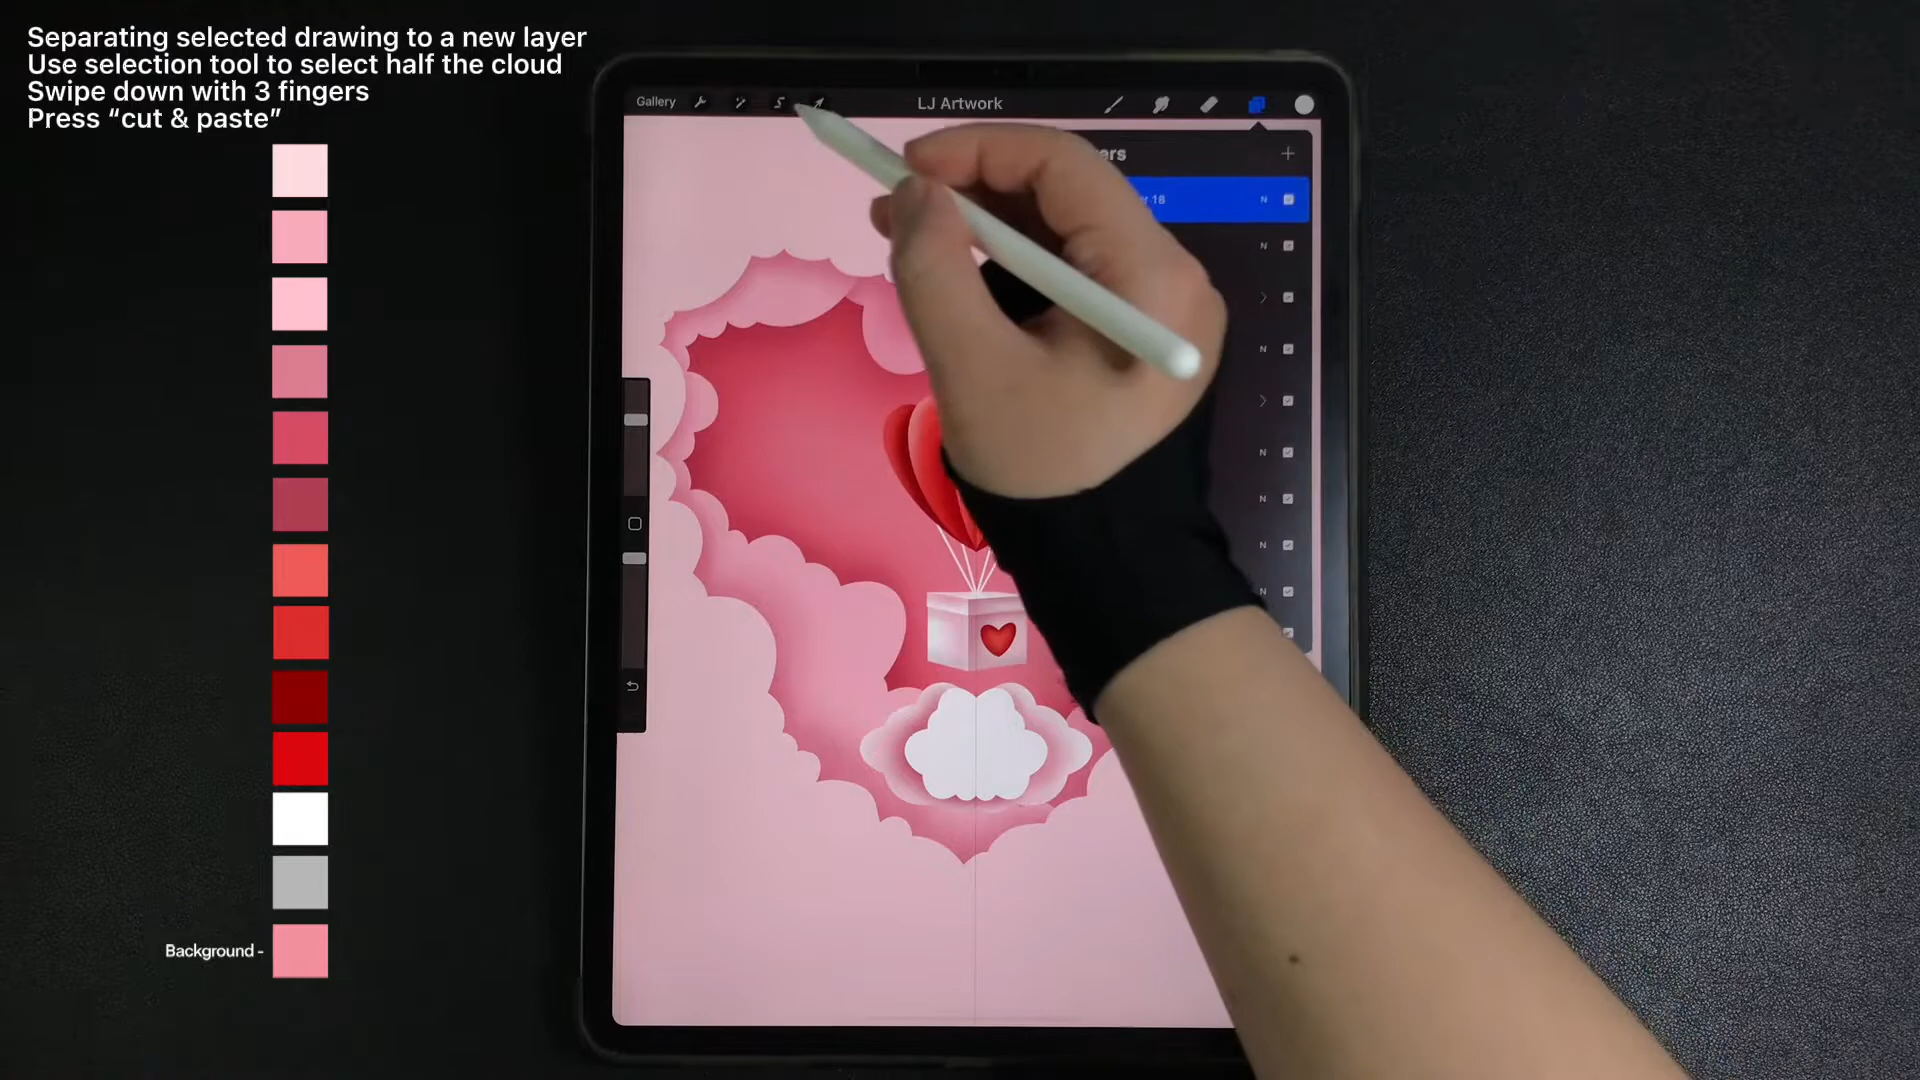 Separating selected drawing to a new layer
Use selection tool to select half the cloud
Swipe down with 3 fingers
Press “cut & paste”
Gallery
LJ Artwork
18
N
N
N
N
N
N
N
Background -